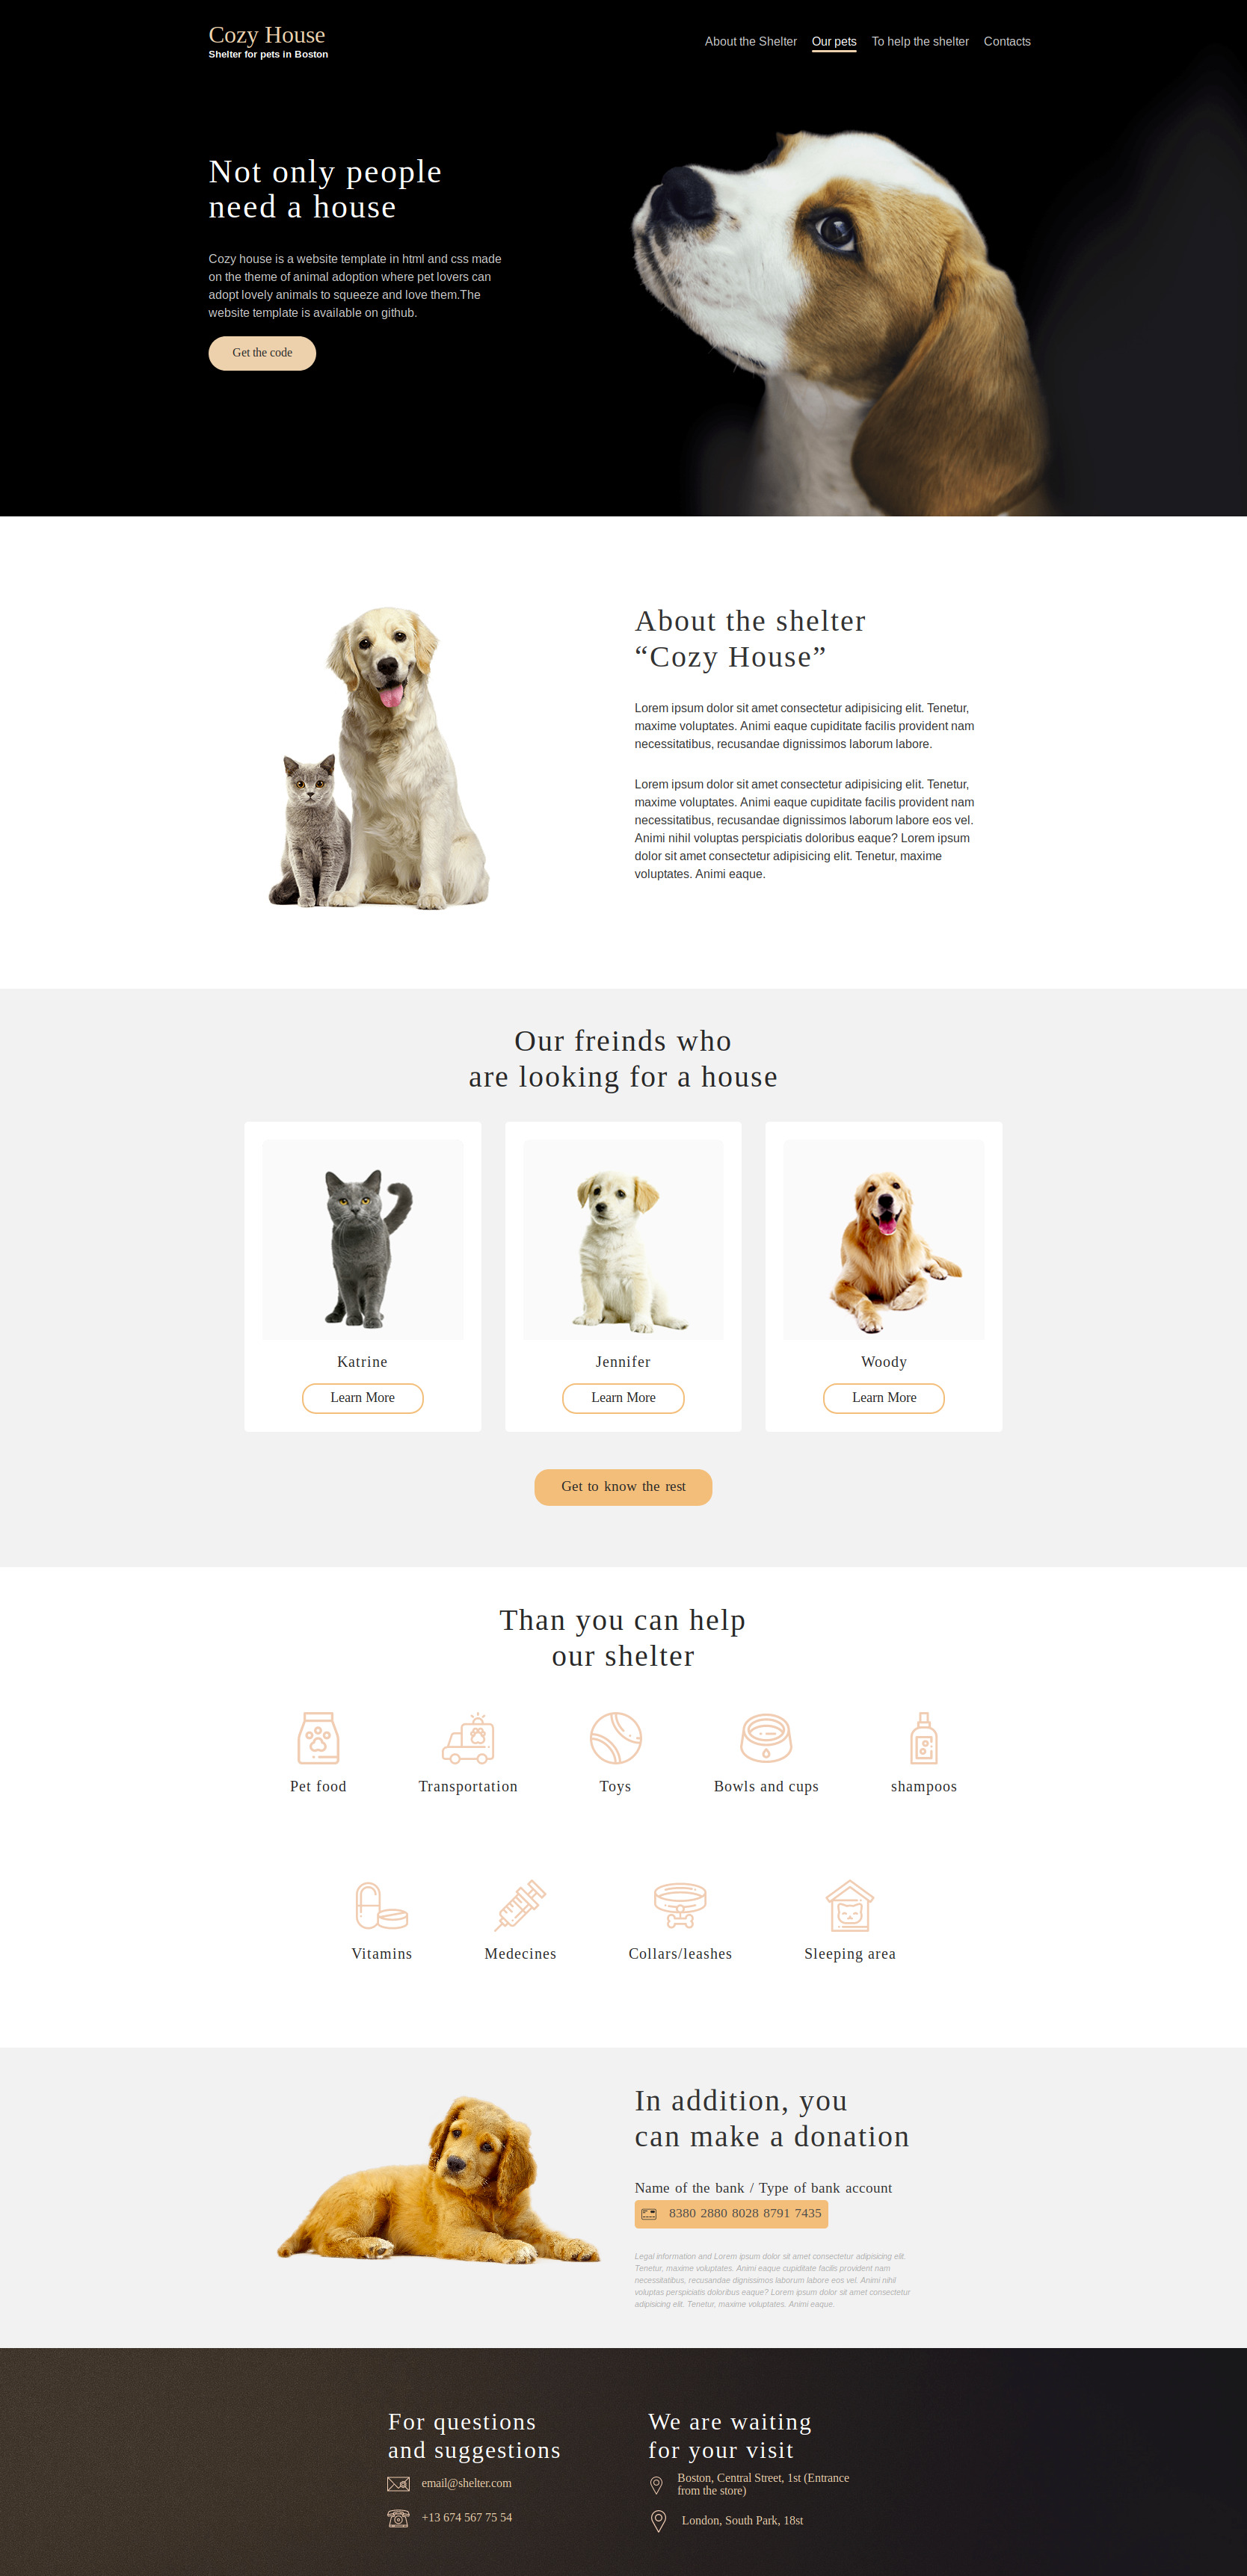 Cozy House
Shelter for pets in Boston
About the Shelter
Our pets
To help the shelter
Contacts
Not only people
need a house
Cozy house is a website template in html and css made
on the theme of animal adoption where pet lovers can
adopt lovely animals to squeeze and love them.The
website template is available on github.
Get the code
About the shelter
“Cozy House”
Lorem ipsum dolor sit amet consectetur adipisicing elit. Tenetur,
maxime voluptates. Animi eaque cupiditate facilis provident nam
necessitatibus, recusandae dignissimos laborum labore.
Lorem ipsum dolor sit amet consectetur adipisicing elit. Tenetur,
maxime voluptates. Animi eaque cupiditate facilis provident nam
necessitatibus, recusandae dignissimos laborum labore eos vel.
Animi nihil voluptas perspiciatis doloribus eaque? Lorem ipsum
dolor sit amet consectetur adipisicing elit. Tenetur, maxime
voluptates. Animi eaque.
Our freinds who
are looking for a house
Katrine
Learn More
Jennifer
Learn More
Woody
Learn More
Get to know the rest
Than you can help
our shelter
Pet food
Transportation
Toys
Bowls and cups
shampoos
Vitamins
Medecines
Collars/leashes
Sleeping area
In addition, you
can make a donation
Name of the bank / Type of bank account
8380 2880 8028 8791 7435
Legal information and Lorem ipsum dolor sit amet consectetur adipisicing elit.
Tenetur, maxime voluptates. Animi eaque cupiditate facilis provident nam
necessitatibus, recusandae dignissimos laborum labore eos vel. Animi nihil
voluptas perspiciatis doloribus eaque? Lorem ipsum dolor sit amet consectetur
adipisicing elit. Tenetur, maxime voluptates. Animi eaque.
For questions
and suggestions
email@shelter.com
+13 674 567 75 54
We are waiting
for your visit
Boston, Central Street, 1st (Entrance
from the store)
London, South Park, 18st